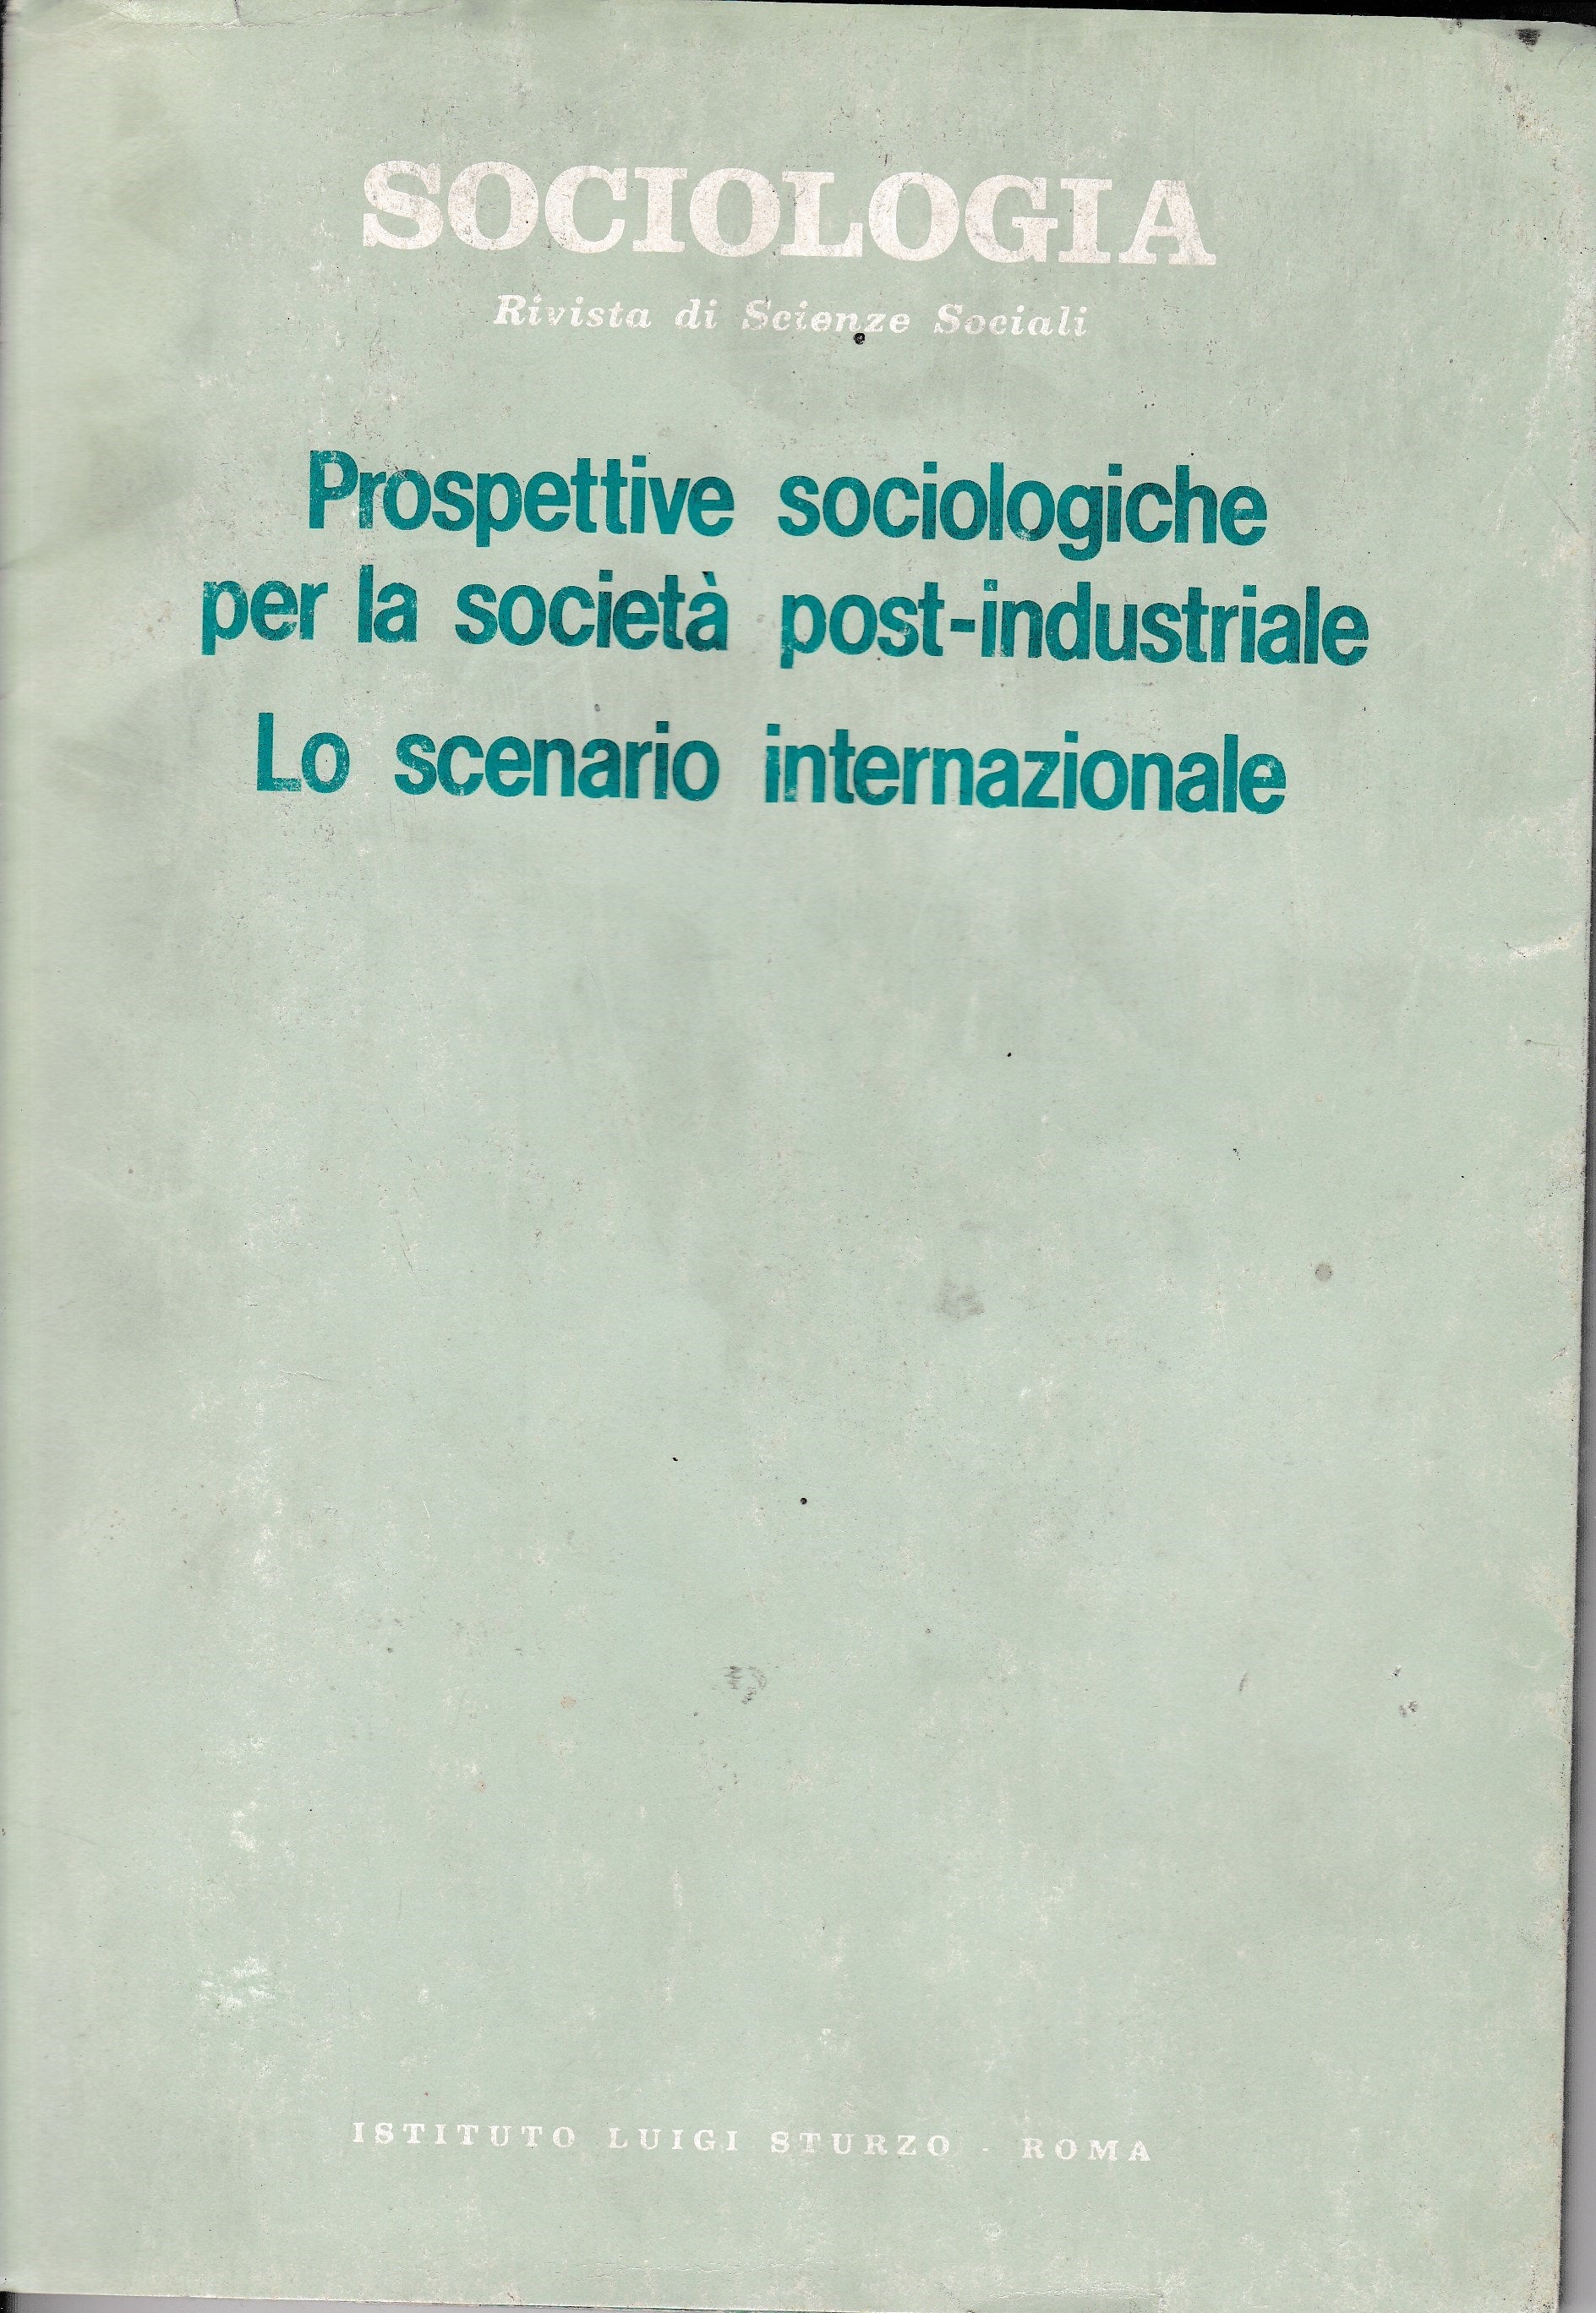 SOCIOLOGIA
Rivista di Scienze Sociali
Prospettive sociologiche
per la società post-industriale
Lo scenario internazionale
ISTITUTO LUIGI STURZO - ROMA